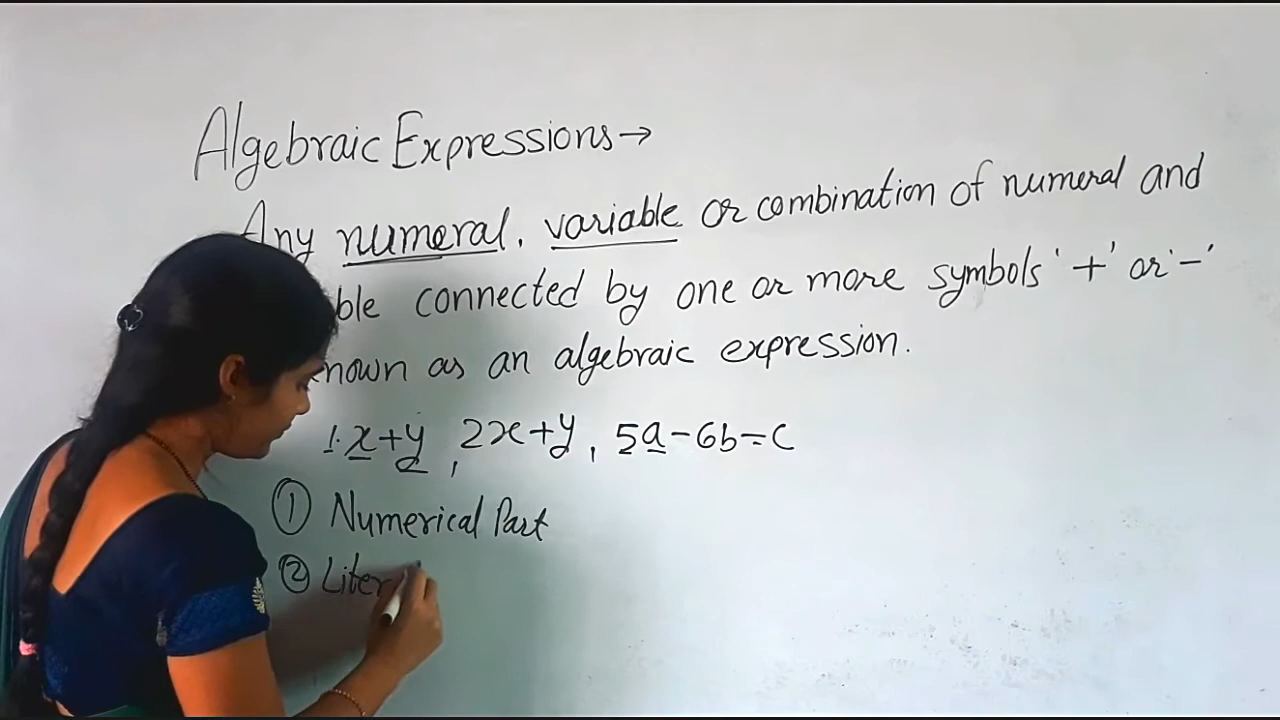 Algebraic Expressions→
Any numeral, variable or combination of numeral and
ble connected by one or more symbols '+' or '-'
nown as an algebraic expression.
1·x+y, 2x+y, 5a-6b=c
① Numerical Part
② Liter